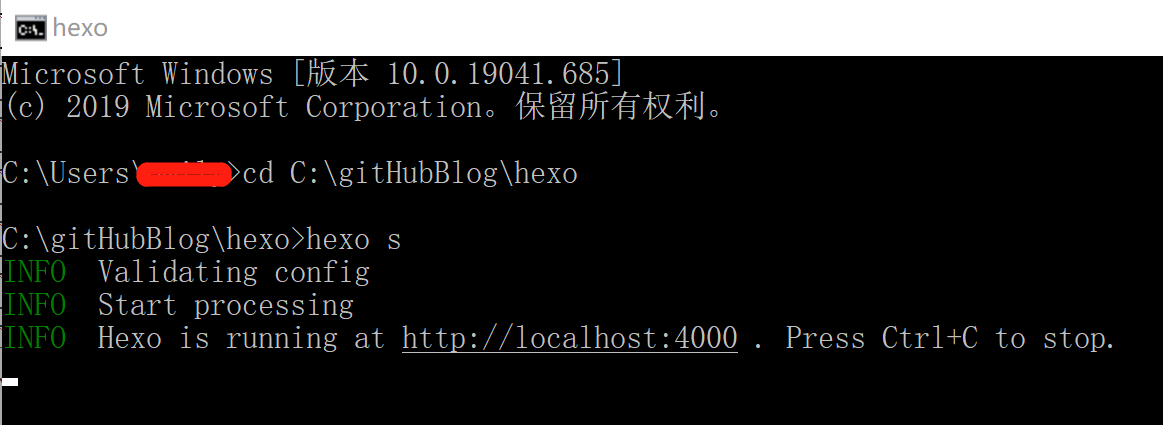 hexo
Microsoft Windows [版本 10.0.19041.685]
(c) 2019 Microsoft Corporation。保留所有权利。
C:\Users\ >cd C:\gitHubBlog\hexo
C:\gitHubBlog\hexo>hexo s
INFO  Validating config
INFO  Start processing
INFO  Hexo is running at http://localhost:4000 . Press Ctrl+C to stop.